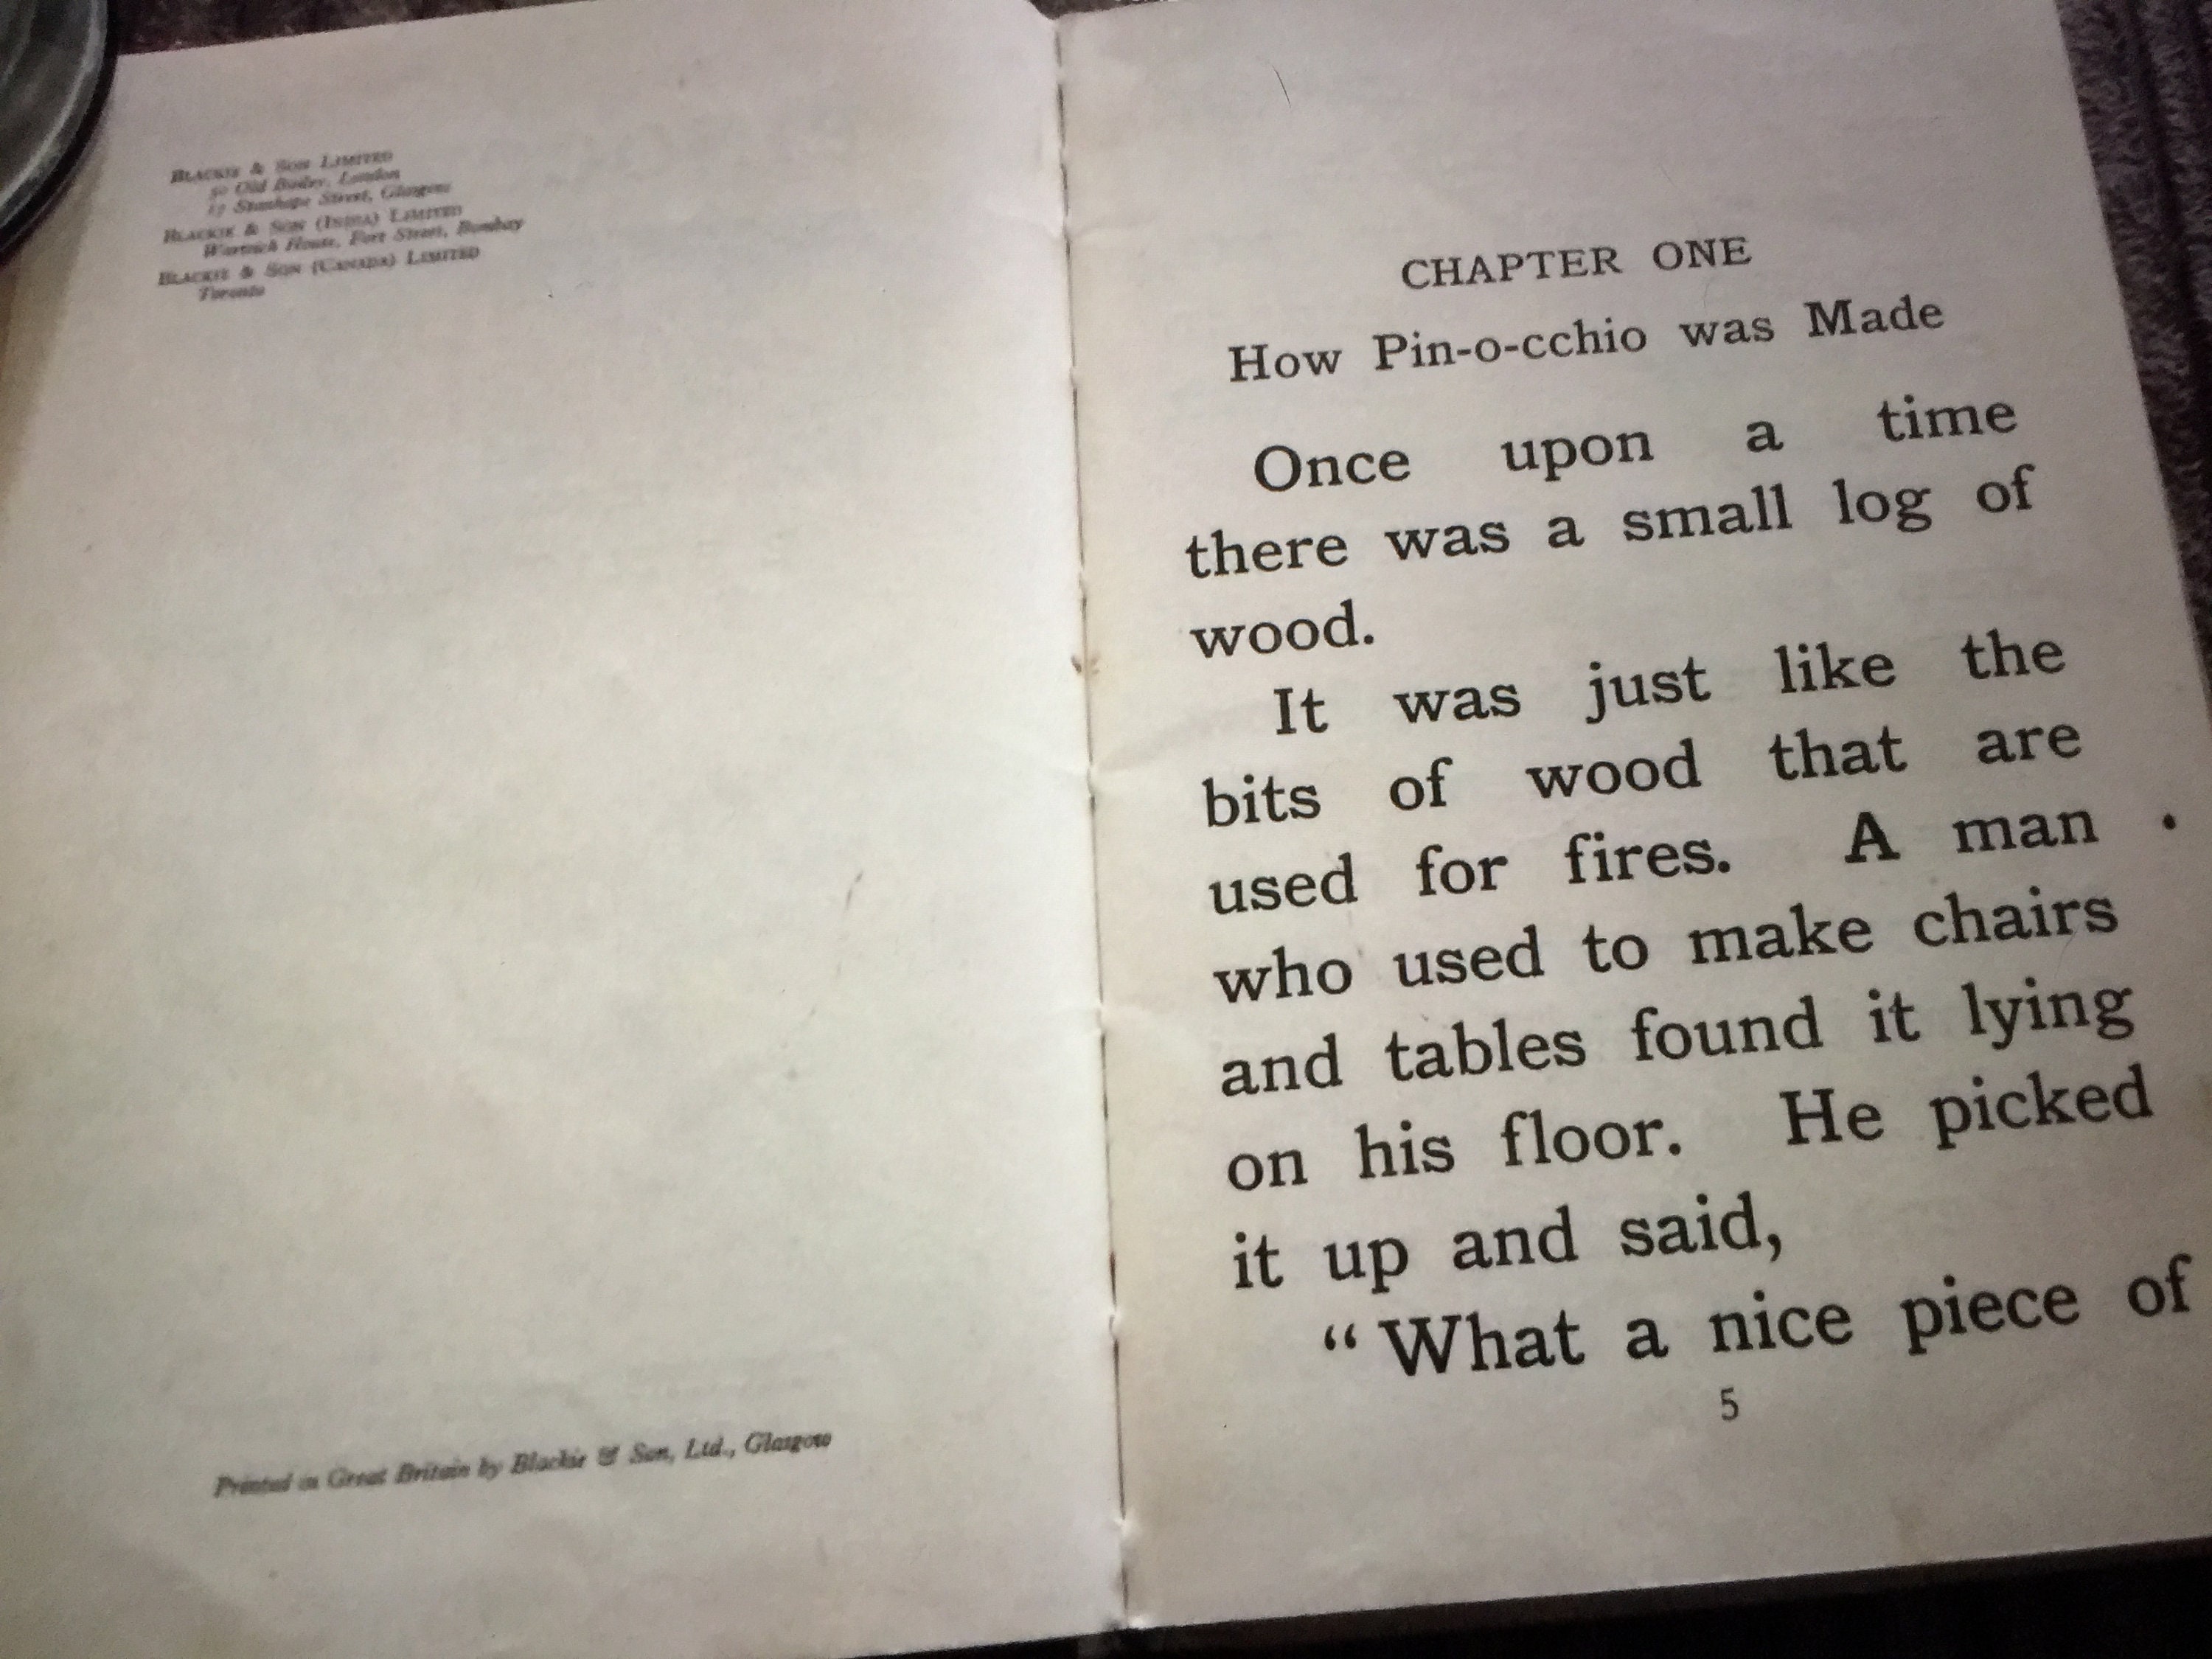 BLACKIE & SON LIMITED
50 Old Bailey, London
17 Stanhope Street, Glasgow
BLACKIE & SON (INDIA) LIMITED
Warwick House, Fort Street, Bombay
BLACKIE & SON (CANADA) LIMITED
Toronto
Printed in Great Britain by Blackie & Son, Ltd., Glasgow
CHAPTER ONE
How Pin-o-cchio was Made
Once upon a time
there was a small log of
wood.
It was just like the
bits of wood that are
used for fires. A man
who used to make chairs
and tables found it lying
on his floor. He picked
it up and said,
“What a nice piece of
5